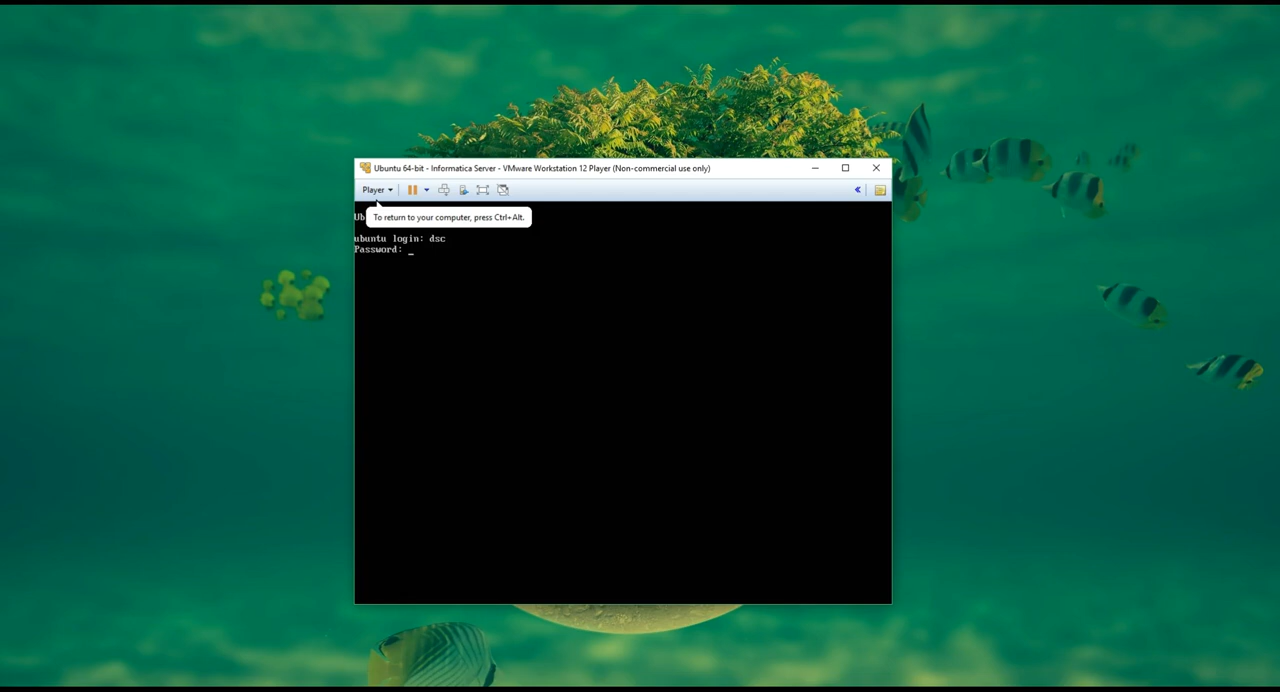 Ubuntu 64-bit - Informatica Server - VMware Workstation 12 Player (Non-commercial use only)
Player
Ub
To return to your computer, press Ctrl+Alt.
ubuntu login: dsc
Password: _